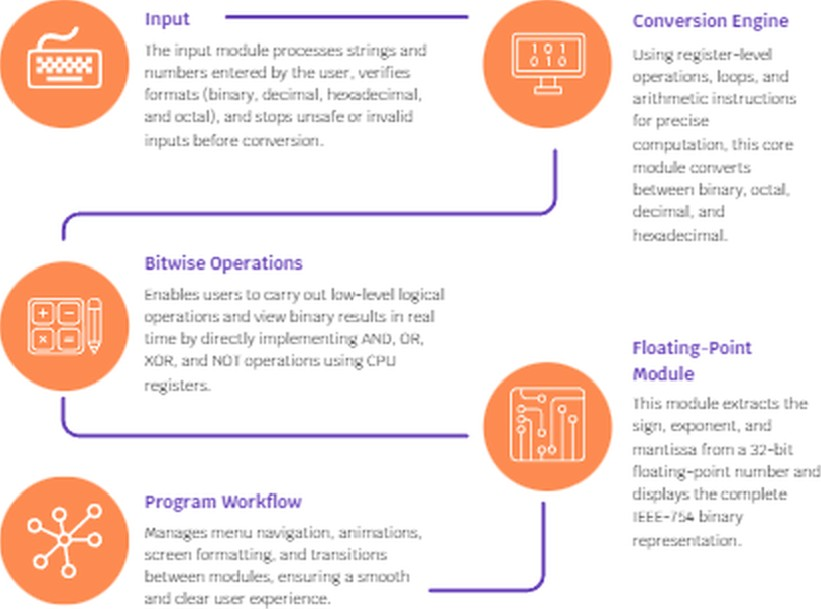 Input
The input module processes strings and
numbers entered by the user, verifies
formats (binary, decimal, hexadecimal,
and octal), and stops unsafe or invalid
inputs before conversion.
Conversion Engine
Using register-level
operations, loops, and
arithmetic instructions
for precise
computation, this core
module converts
between binary, octal,
decimal, and
hexadecimal.
101
010
Bitwise Operations
Enables users to carry out low-level logical
operations and view binary results in real
time by directly implementing AND, OR,
XOR, and NOT operations using CPU
registers.
Floating-Point
Module
This module extracts the
sign, exponent, and
mantissa from a 32-bit
floating-point number and
displays the complete
IEEE-754 binary
representation.
Program Workflow
Manages menu navigation, animations,
screen formatting, and transitions
between modules, ensuring a smooth
and clear user experience.